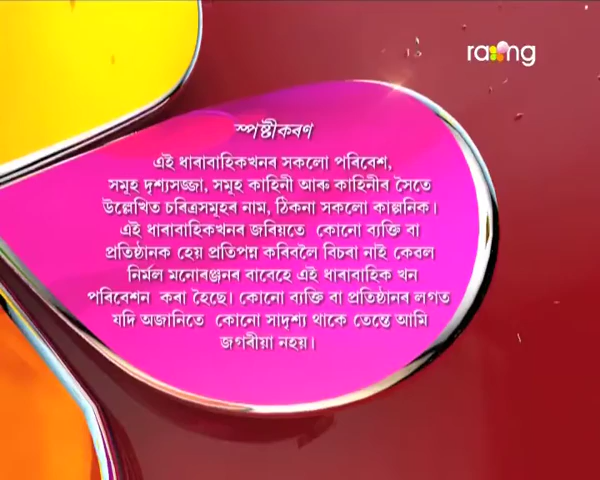 rang
স্পষ্টীকৰণ
এই ধাৰাবাহিকখনৰ সকলো পৰিবেশ,
সমূহ দৃশ্যসজ্জা, সমূহ কাহিনী আৰু কাহিনীৰ সৈতে
উল্লেখিত চৰিত্ৰসমূহৰ নাম, ঠিকনা সকলো কাল্পনিক।
এই ধাৰাবাহিকখনৰ জৰিয়তে কোনো ব্যক্তি বা
প্ৰতিষ্ঠানক হেয় প্ৰতিপন্ন কৰিবলৈ বিচৰা নাই কেৱল
নিৰ্মল মনোৰঞ্জনৰ বাবেহে এই ধাৰাবাহিক খন
পৰিবেশন কৰা হৈছে। কোনো ব্যক্তি বা প্ৰতিষ্ঠানৰ লগত
যদি অজানিতে কোনো সাদৃশ্য থাকে তেন্তে আমি
জগৰীয়া নহয়।